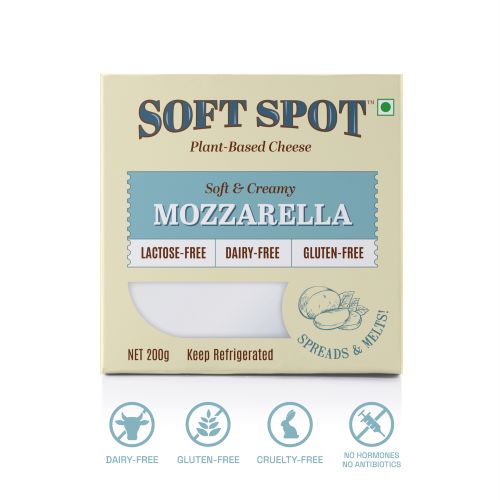 SOFT SPOT™
Plant-Based Cheese
Soft & Creamy
MOZZARELLA
LACTOSE-FREE DAIRY-FREE GLUTEN-FREE
SPREADS & MELTS!
NET 200g Keep Refrigerated
DAIRY-FREE GLUTEN-FREE CRUELTY-FREE NO HORMONES
NO ANTIBIOTICS